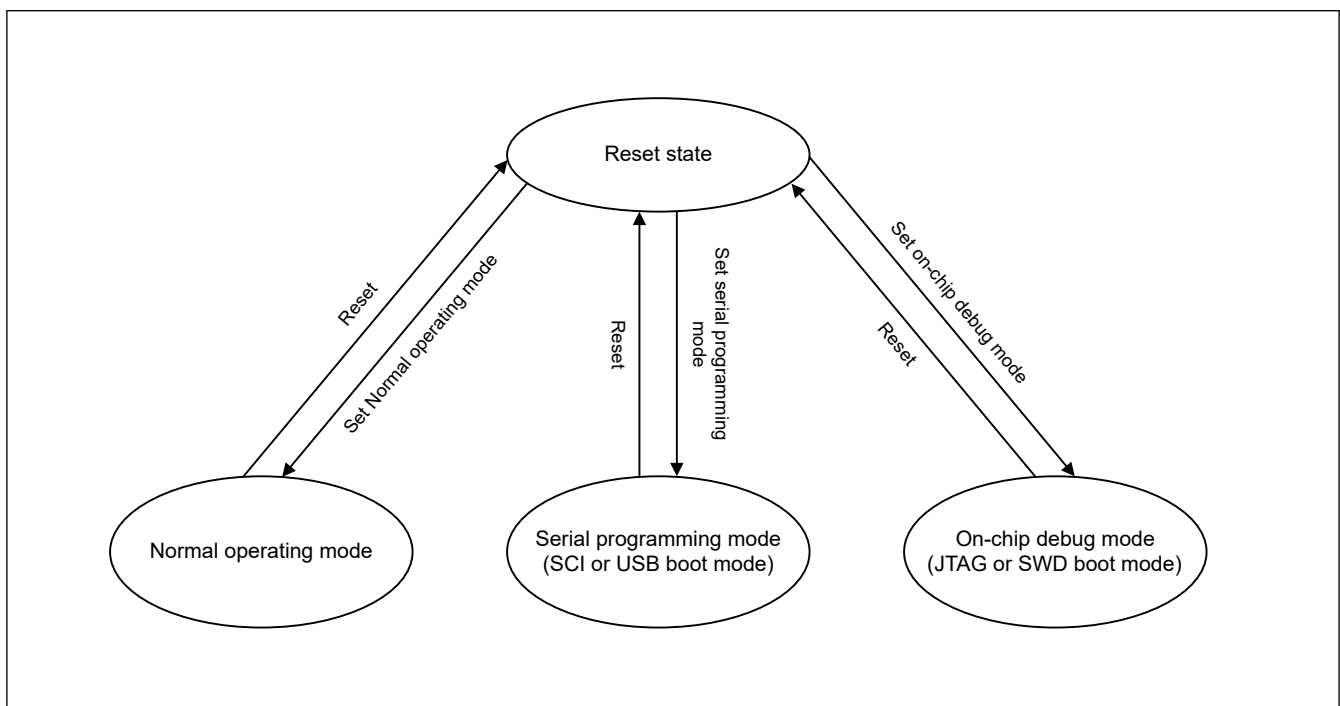 Reset state
Reset
Set Normal operating mode
Reset
Set serial programming
mode
Set on-chip debug mode
Reset
Normal operating mode
Serial programming mode
(SCI or USB boot mode)
On-chip debug mode
(JTAG or SWD boot mode)